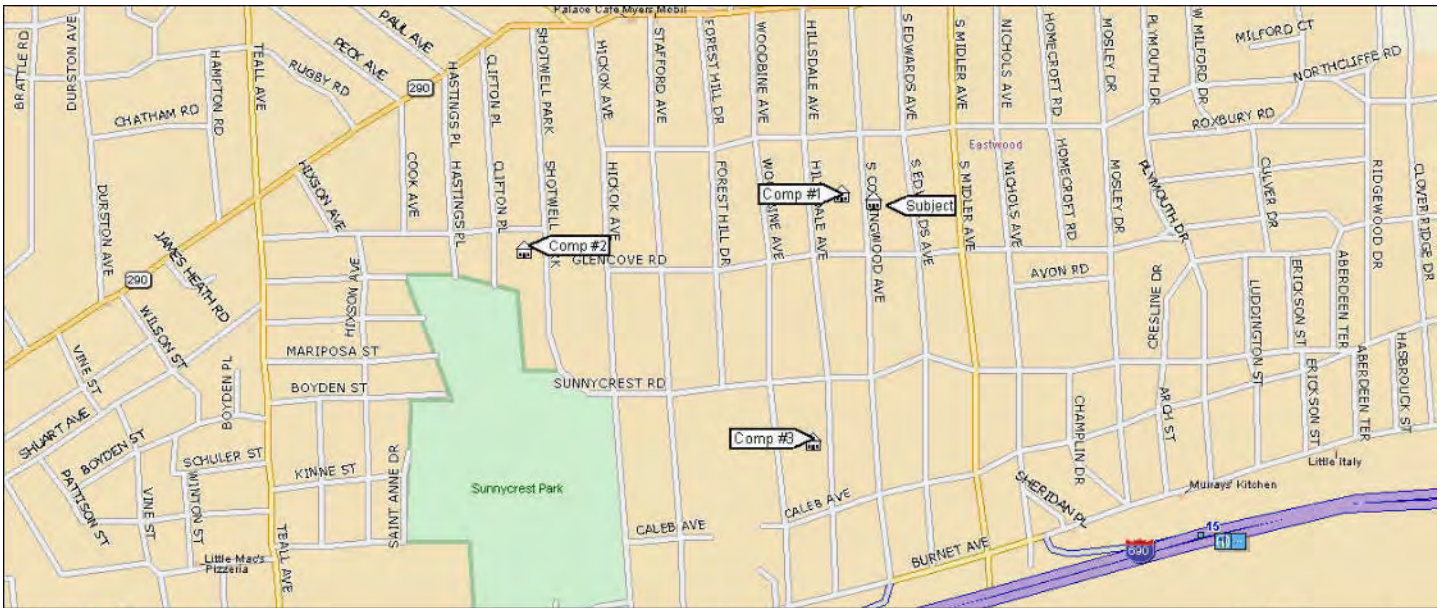 Palace Cafe Myers Mobil
BRATTLE RD
DURSTON AVE
HAMPTON RD
TEALL AVE
PAUL AVE
PECK AVE
RUGBY RD
290
CHATHAM RD
HASTINGS PL
CLIFTON PL
SHOTWELL PARK
HICKOK AVE
STAFFORD AVE
FOREST HILL DR
WOODBINE AVE
HILLSDALE AVE
S EDWARDS AVE
S MIDLER AVE
NICHOLS AVE
HOMECROFT RD
MOSLEY DR
PLYMOUTH DR
W MILFORD DR
MILFORD CT
NORTHCLIFFE RD
ROXBURY RD
Eastwood
DURSTON AVE
HIXSON AVE
COOK AVE
HASTINGS PL
CLIFTON PL
HICKOK AVE
FOREST HILL DR
Comp #1
Subject
S MIDLER AVE
NICHOLS AVE
HOMECROFT RD
MOSLEY DR
PLYMOUTH DR
CULVER DR
RIDGEWOOD DR
CLOVER RIDGE DR
JAMES HEATH RD
Comp #2
GLENCOVE RD
AVON RD
290
WILSON ST
HIXSON AVE
CRESLINE DR
LUDDINGTON ST
ERICKSON ST
ABERDEEN TER
VINE ST
BOYDEN PL
MARIPOSA ST
BOYDEN ST
SUNNYCREST RD
HASBROUCK ST
SHUART AVE
BOYDEN ST
SCHULER ST
Comp #3
CHAMPLIN DR
ARCH ST
ERICKSON ST
ABERDEEN TER
PATTISON ST
VINE ST
WINTON ST
KINNE ST
SAINT ANNE DR
Sunnycrest Park
Little Italy
Murrays' Kitchen
SHERIDAN PL
CALEB AVE
CALEB AVE
TEALL AVE
Little Mac's
Pizzeria
BURNET AVE
690
15